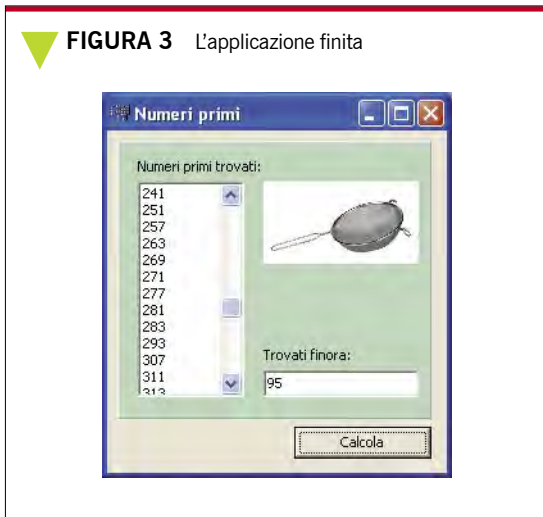 FIGURA 3 L'applicazione finita
Numeri primi
Numeri primi trovati:
241
251
257
263
269
271
277
281
283
293
307
311
313
Trovati finora:
95
Calcola